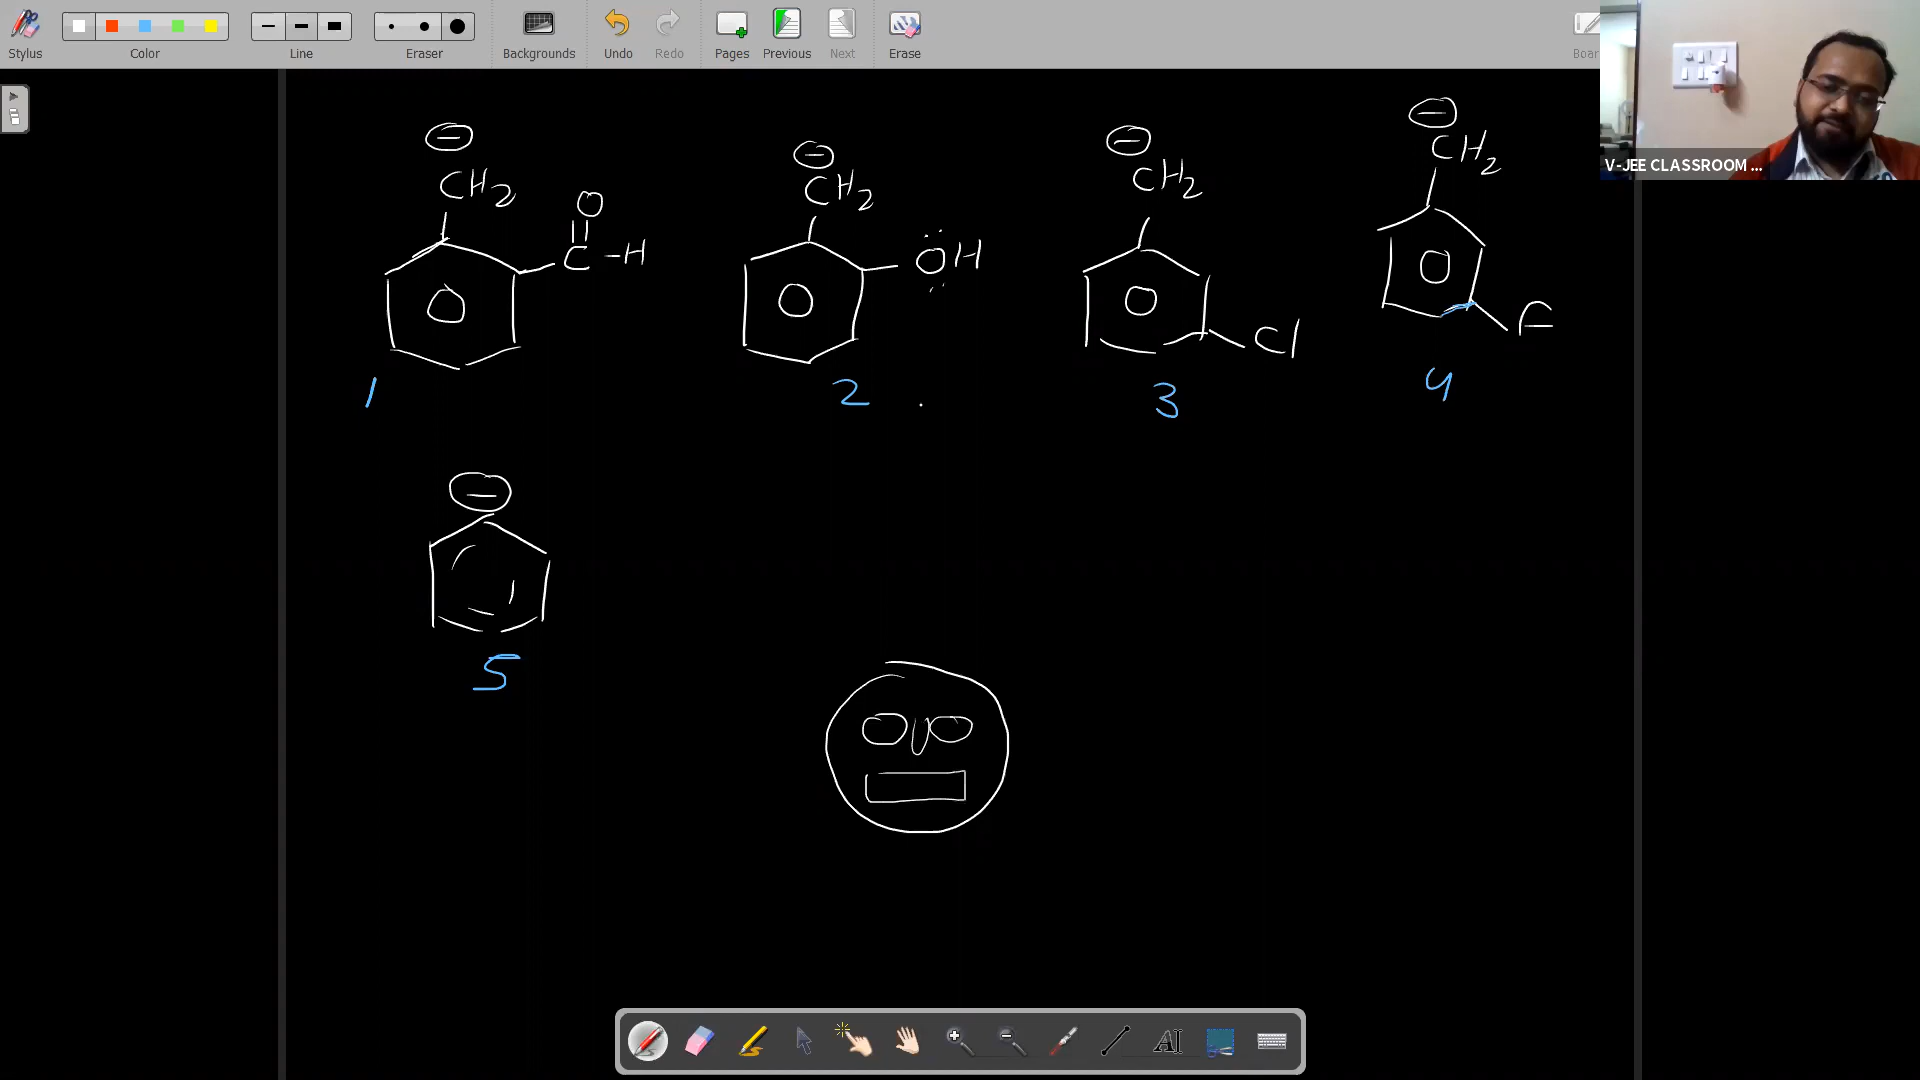 Stylus Color Line Eraser Backgrounds Undo Redo Pages Previous Next Erase
V-JEE CLASSROOM ...
⊖ ⊖ ⊖ ⊖
CH2 CH2 CH2 CH2
O
C-H
OH
Cl
F
1 2 3 4
⊖
5